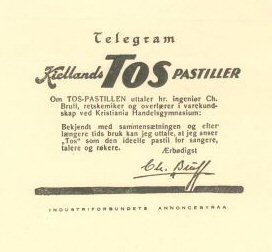 Telegram
Kiellands TOS PASTILLER
Om TOS-PASTILLEN uttaler hr. ingeniør Ch.
Bruff, retskemiker og overlærer i varekund-
skap ved Kristiania Handelsgymnasium:
Bekjendt med sammensætningen og efter
længere tids bruk kan jeg uttale, at jeg anser
„Tos" som den ideelle pastil for sangere,
talere og røkere. Ærbødigst
Ch. Bruff
INDUSTRIFORBUNDETS ANNONCEBYRAA